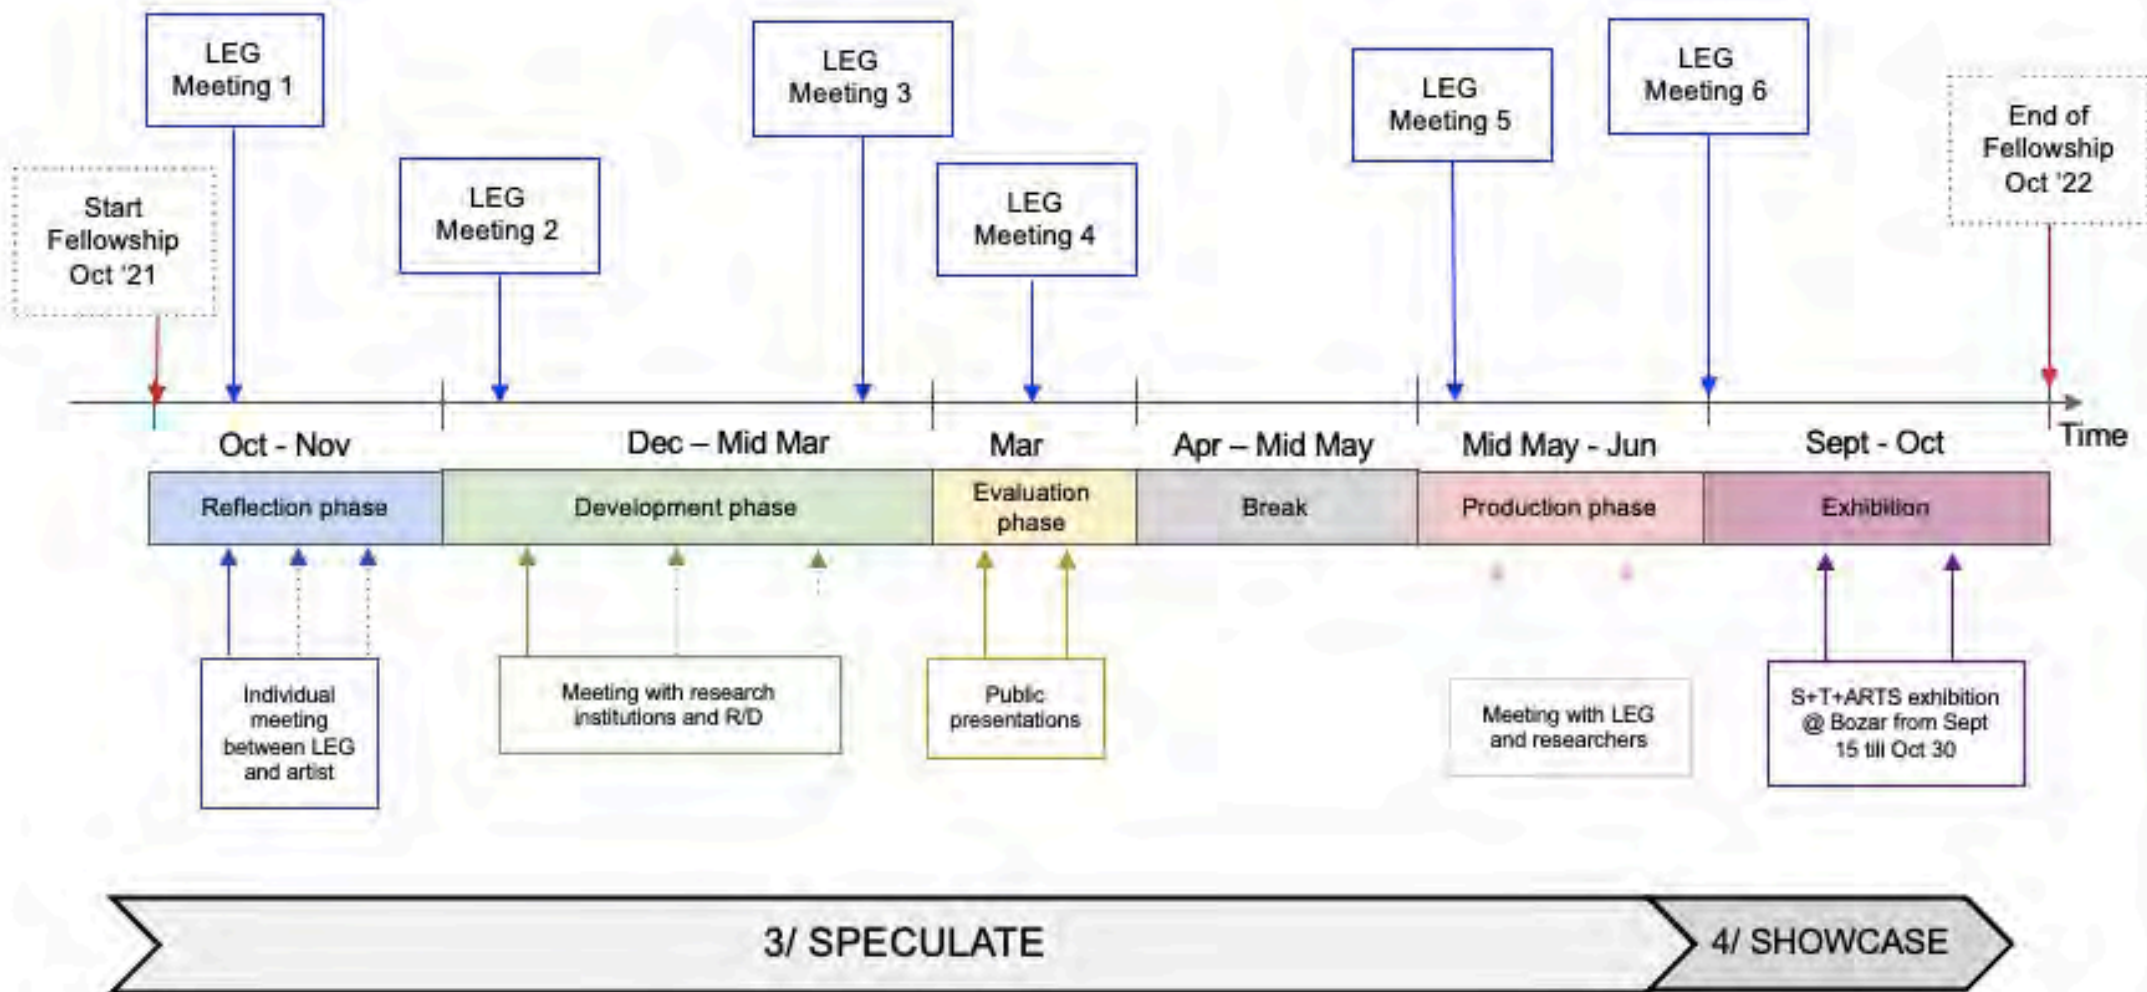 LEG
Meeting 1
LEG
Meeting 3
LEG
Meeting 5
LEG
Meeting 6
End of
Fellowship
Oct '22
Start
Fellowship
Oct '21
LEG
Meeting 2
LEG
Meeting 4
Time
Oct - Nov
Dec – Mid Mar
Mar
Apr – Mid May
Mid May - Jun
Sept - Oct
Reflection phase
Development phase
Evaluation
phase
Break
Production phase
Exhibition
Individual
meeting
between LEG
and artist
Meeting with research
institutions and R/D
Public
presentations
Meeting with LEG
and researchers
S+T+ARTS exhibition
@ Bozar from Sept
15 till Oct 30
3/ SPECULATE
4/ SHOWCASE